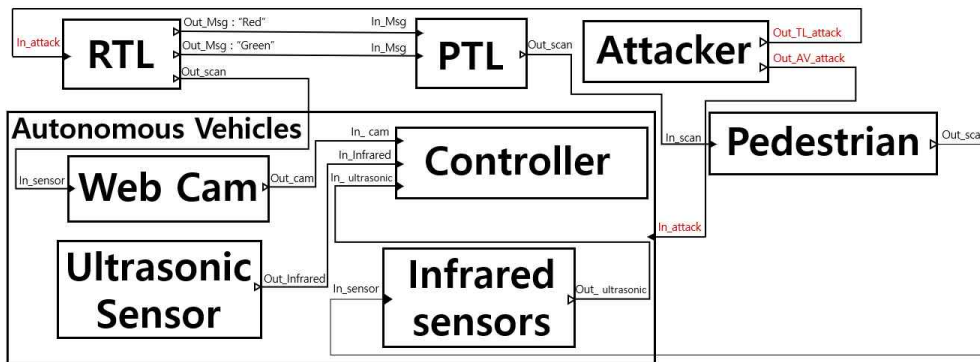 Out_Msg : "Red"
In_Msg
In_attack
RTL
Out_Msg : "Green"
In_Msg
PTL
Out_scan
Out_scan
Attacker
Out_TL_attack
Out_AV_attack
Autonomous Vehicles
In_ cam
In_Infrared
In_ ultrasonic
Controller
In_scan
Pedestrian
Out_sca
In_sensor
Web Cam
Out_cam
In_attack
Ultrasonic
Sensor
Out_Infrared
In_sensor
Infrared
sensors
Out_ ultrasonic